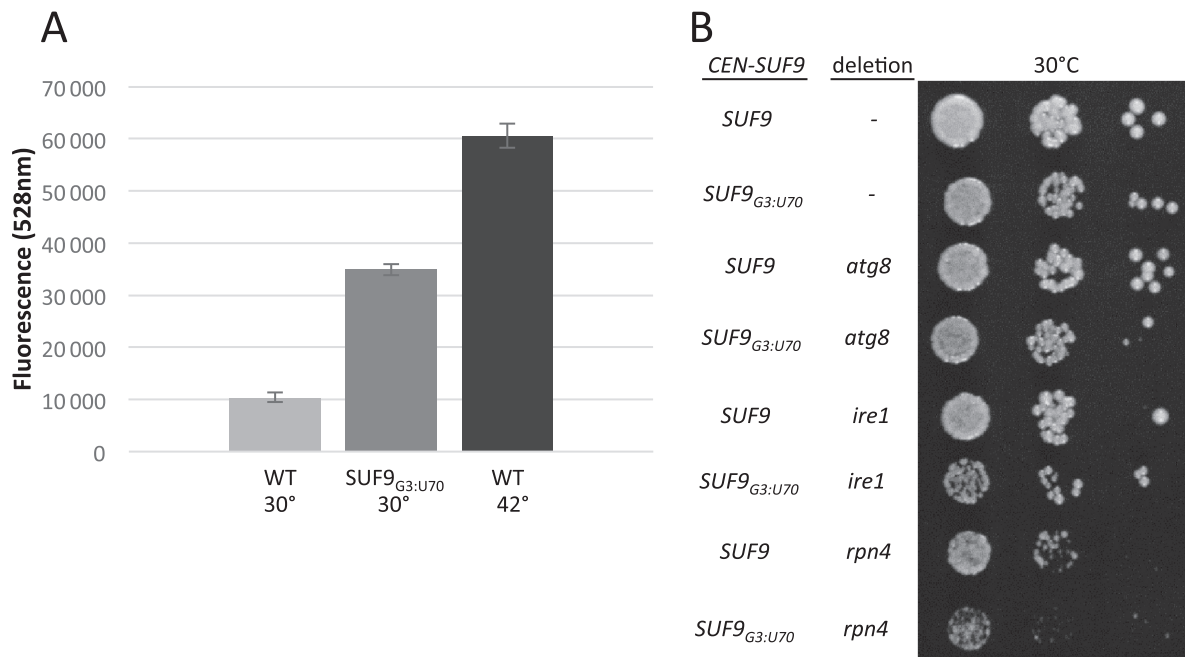 A
Fluorescence (528nm)
70 000
60 000
50 000
40 000
30 000
20 000
10 000
0
WT SUF9G3:U70 WT
30° 30° 42°
B
CEN-SUF9 deletion 30°C
SUF9 -
SUF9G3:U70 -
SUF9 atg8
SUF9G3:U70 atg8
SUF9 ire1
SUF9G3:U70 ire1
SUF9 rpn4
SUF9G3:U70 rpn4